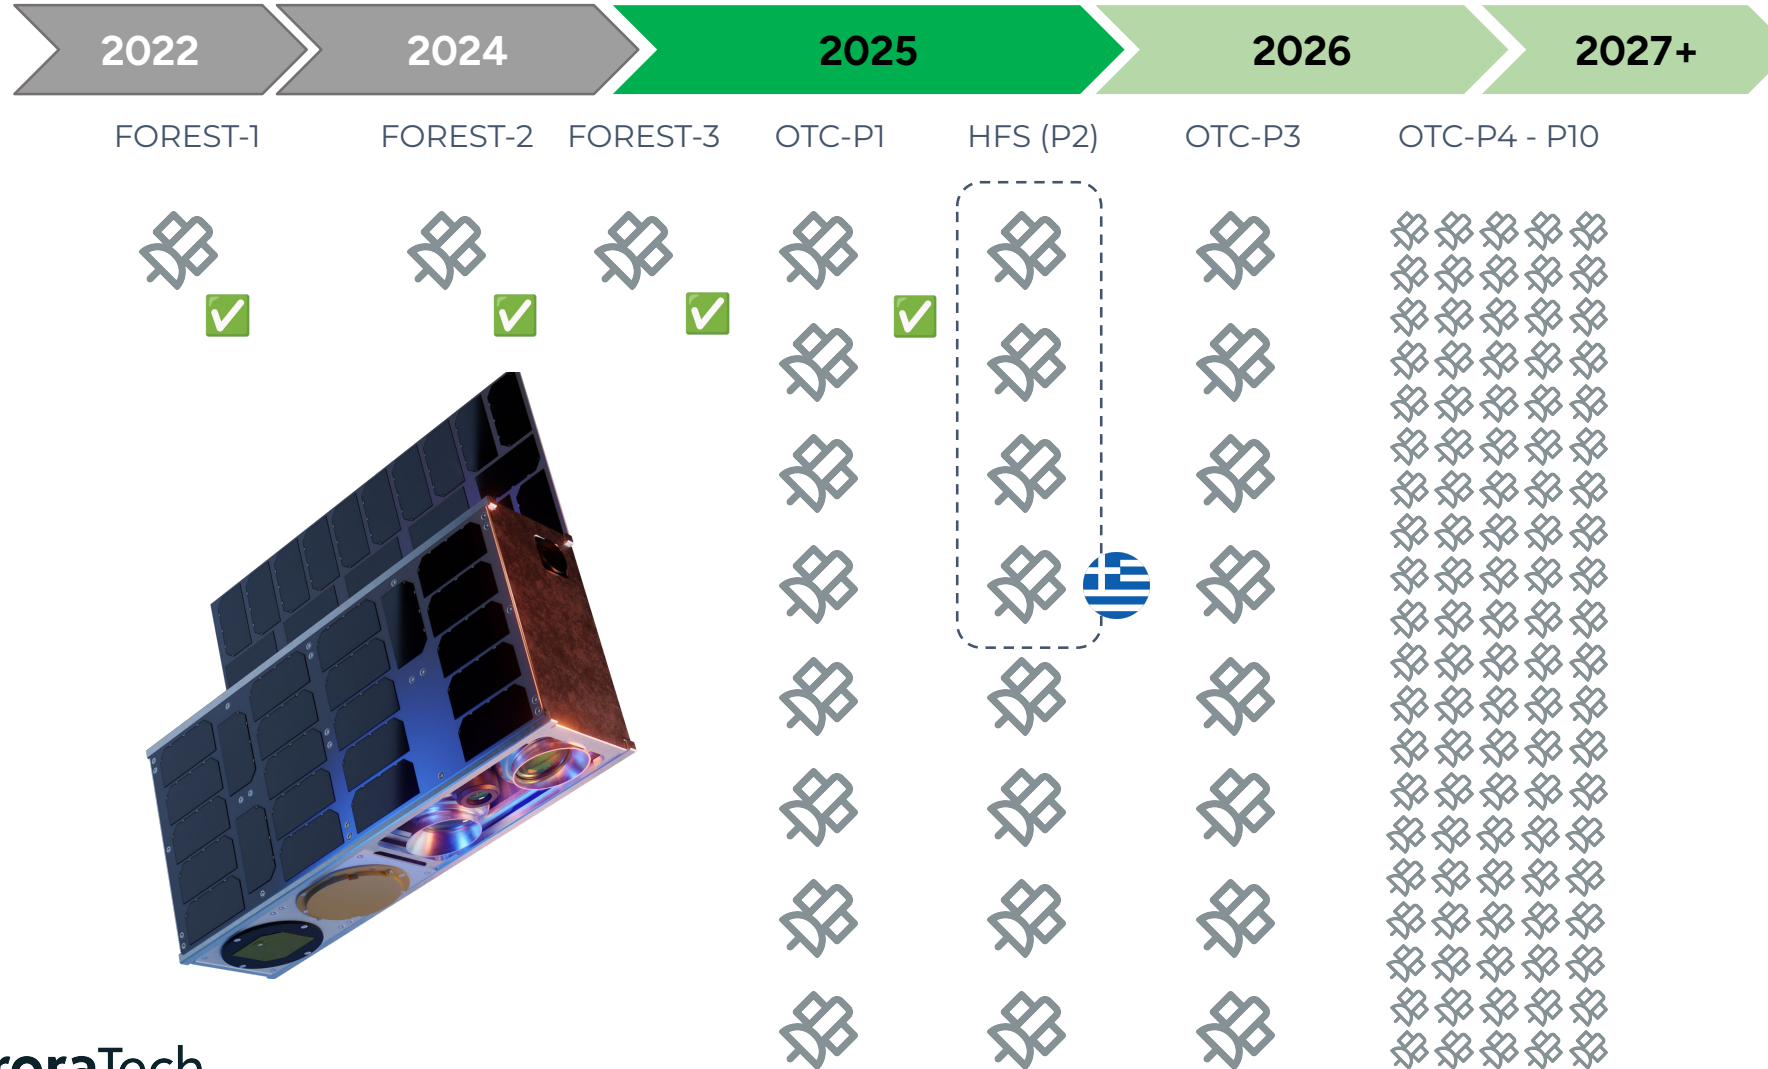 2022 2024 2025 2026 2027+
FOREST-1 FOREST-2 FOREST-3 OTC-P1 HFS (P2) OTC-P3 OTC-P4 - P10
roraTech